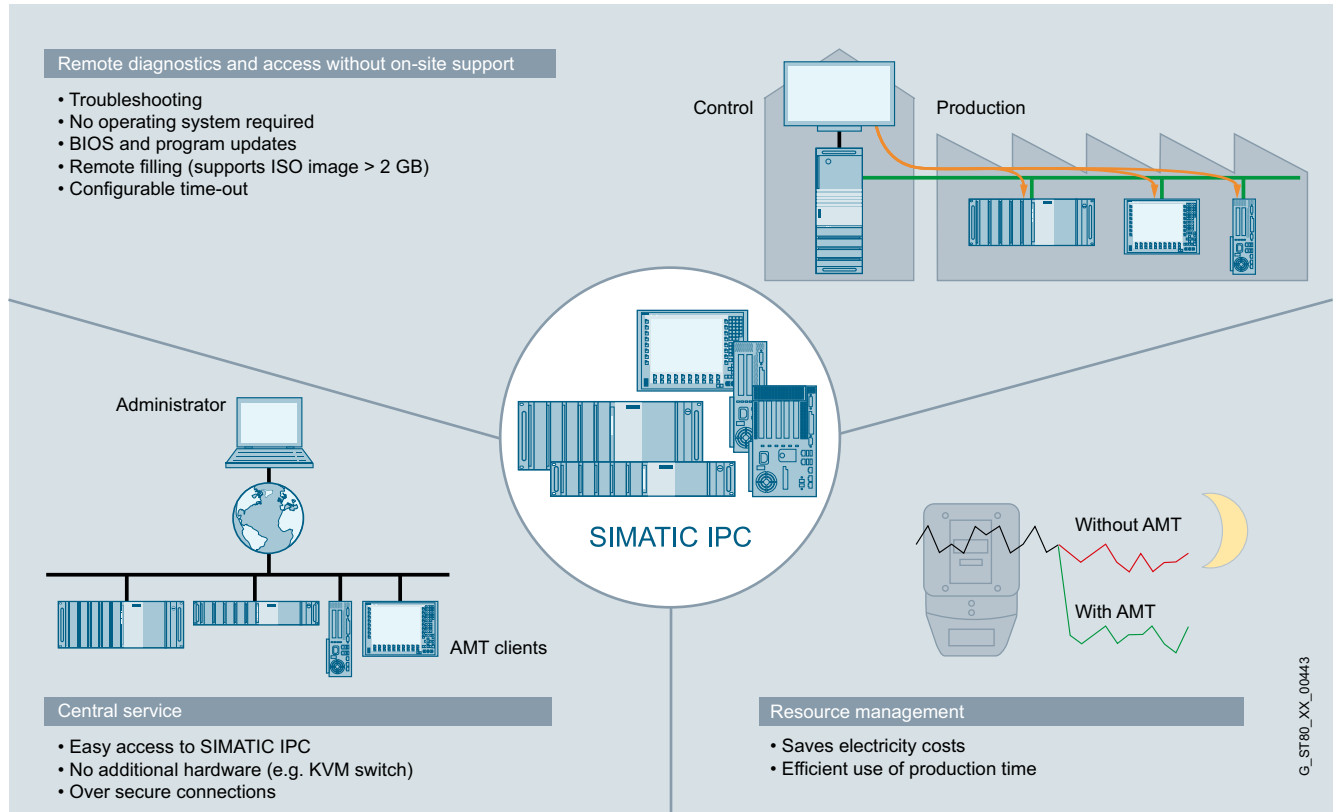 Remote diagnostics and access without on-site support
• Troubleshooting
• No operating system required
• BIOS and program updates
• Remote filling (supports ISO image > 2 GB)
• Configurable time-out
Control
Production
SIMATIC IPC
Administrator
AMT clients
Central service
• Easy access to SIMATIC IPC
• No additional hardware (e.g. KVM switch)
• Over secure connections
Without AMT
With AMT
Resource management
• Saves electricity costs
• Efficient use of production time
G_ST80_XX_00443